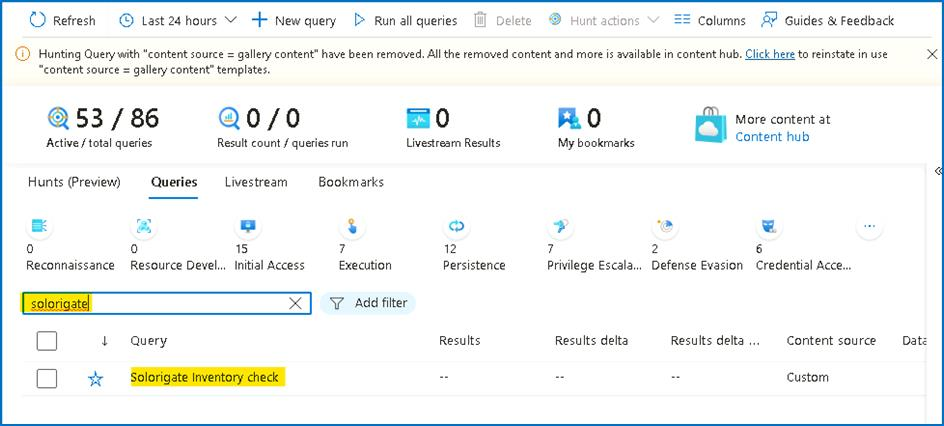 Refresh Last 24 hours New query Run all queries Delete Hunt actions Columns Guides & Feedback
Hunting Query with "content source = gallery content" have been removed. All the removed content and more is available in content hub. Click here to reinstate in use
"content source = gallery content" templates.
53 / 86 0 / 0 0 0 More content at
Active / total queries Result count / queries run Livestream Results My bookmarks Content hub
Hunts (Preview) Queries Livestream Bookmarks
0 0 15 7 12 7 2 6
Reconnaissance Resource Devel... Initial Access Execution Persistence Privilege Escala... Defense Evasion Credential Acce...
solorigate Add filter
Query Results Results delta Results delta ... Content source Data
Solorigate Inventory check -- -- -- Custom